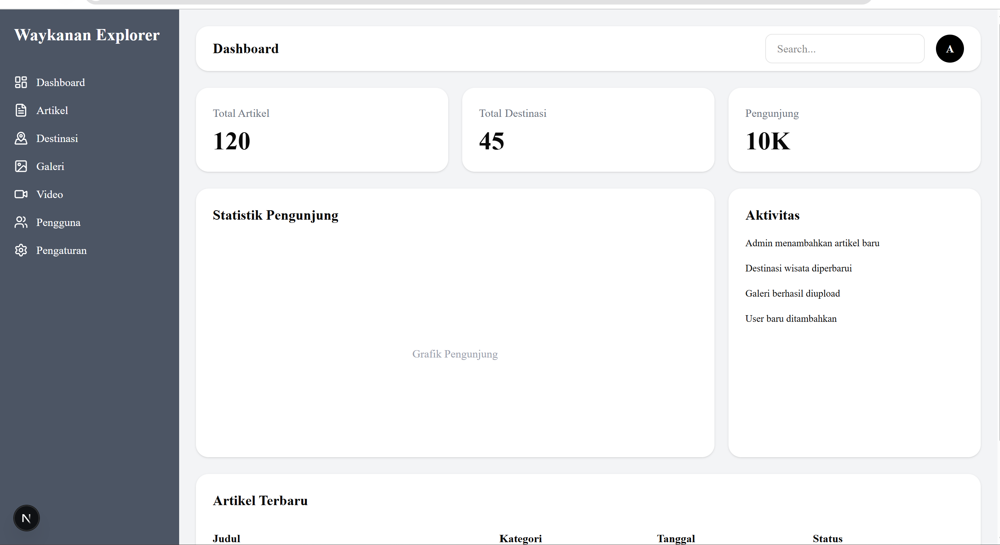 Waykanan Explorer
Dashboard
Artikel
Destinasi
Galeri
Video
Pengguna
Pengaturan
N
Dashboard
Search...
A
Total Artikel
120
Total Destinasi
45
Pengunjung
10K
Statistik Pengunjung
Grafik Pengunjung
Aktivitas
Admin menambahkan artikel baru
Destinasi wisata diperbarui
Galeri berhasil diupload
User baru ditambahkan
Artikel Terbaru
Judul Kategori Tanggal Status